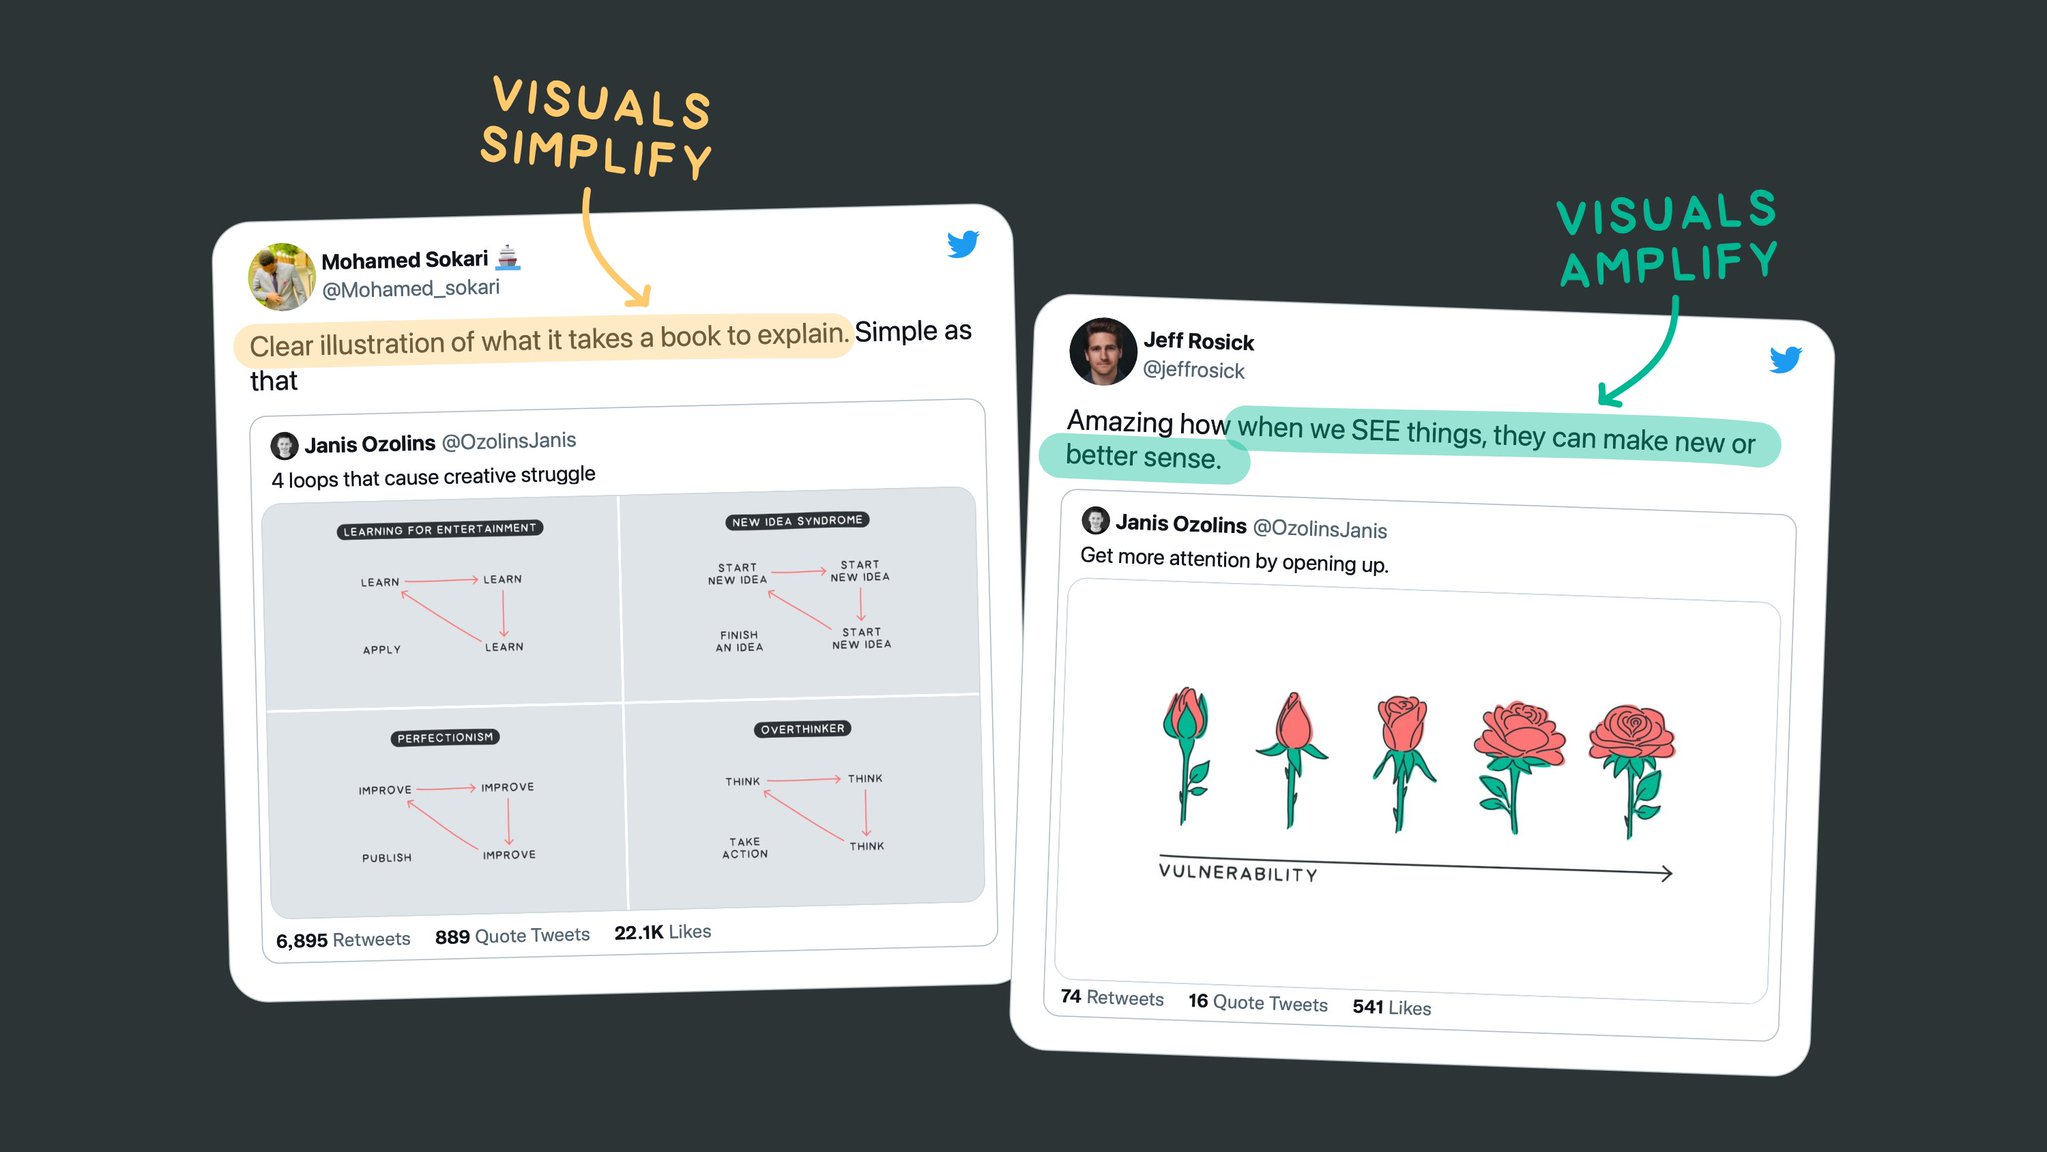 VISUALS
SIMPLIFY
Mohamed Sokari 🚢
@Mohamed_sokari
Clear illustration of what it takes a book to explain. Simple as
that
Janis Ozolins @OzolinsJanis
4 loops that cause creative struggle
LEARNING FOR ENTERTAINMENT
LEARN
LEARN
LEARN
APPLY
NEW IDEA SYNDROME
START
NEW IDEA
START
NEW IDEA
START
NEW IDEA
FINISH
AN IDEA
PERFECTIONISM
IMPROVE
IMPROVE
IMPROVE
PUBLISH
OVERTHINKER
THINK
THINK
THINK
TAKE
ACTION
6,895 Retweets 889 Quote Tweets 22.1K Likes
VISUALS
AMPLIFY
Jeff Rosick
@jeffrosick
Amazing how when we SEE things, they can make new or
better sense.
Janis Ozolins @OzolinsJanis
Get more attention by opening up.
VULNERABILITY
74 Retweets 16 Quote Tweets 541 Likes